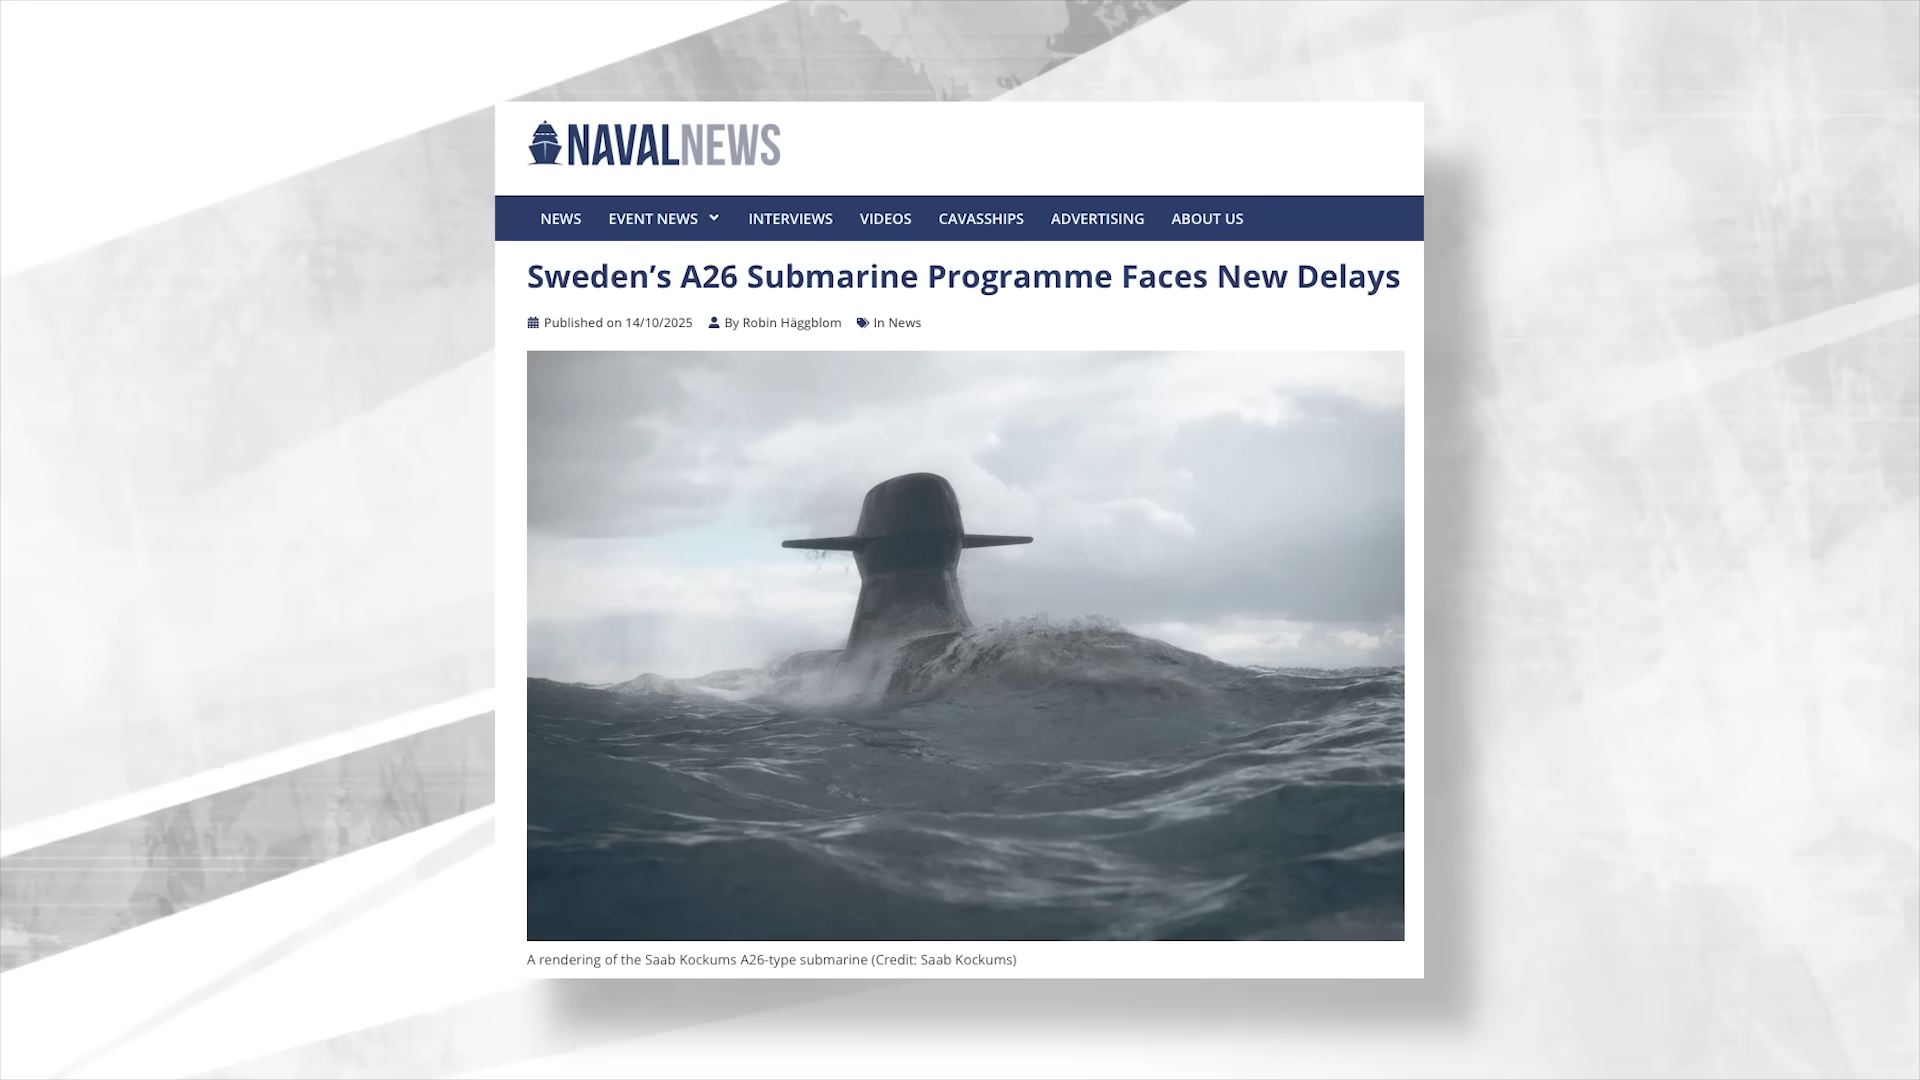 NAVALNEWS
NEWS EVENT NEWS INTERVIEWS VIDEOS CAVASSHIPS ADVERTISING ABOUT US
Sweden’s A26 Submarine Programme Faces New Delays
Published on 14/10/2025 By Robin Häggblom In News
A rendering of the Saab Kockums A26-type submarine (Credit: Saab Kockums)